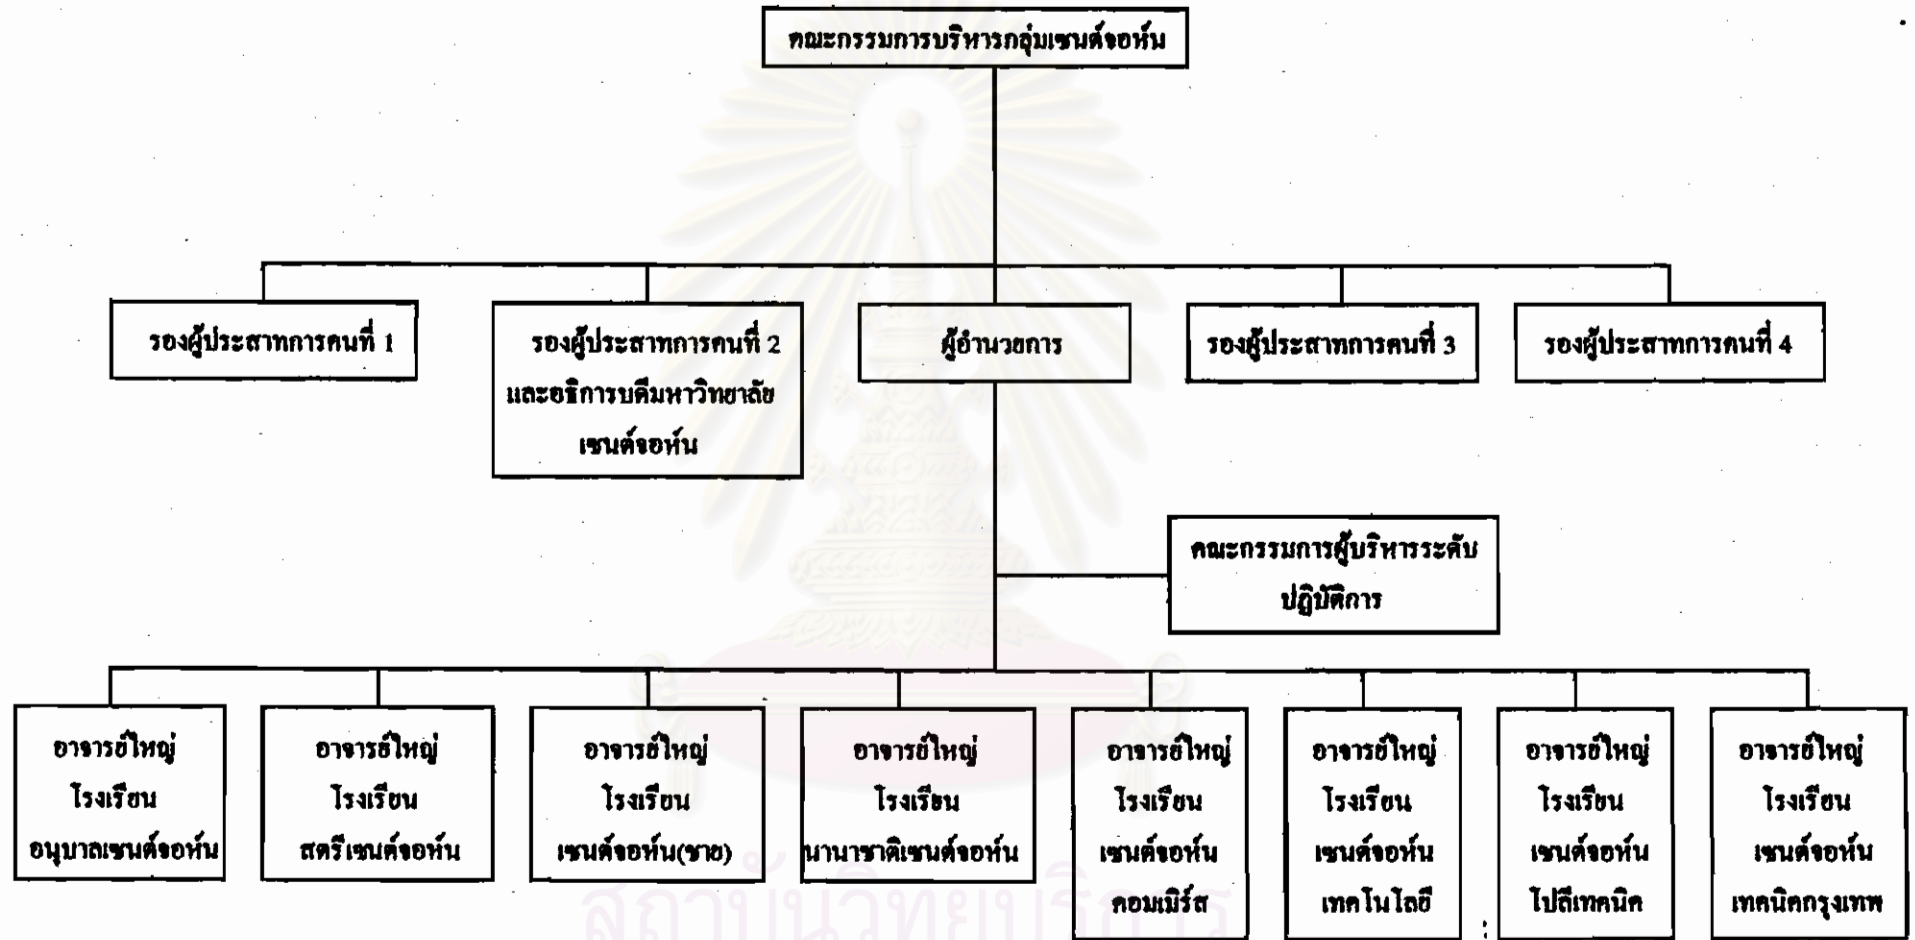 คณะกรรมการบริหารกลุ่มเซนต์จอห์น
รองผู้ประสาทการคนที่ 1
รองผู้ประสาทการคนที่ 2
และอธิการบดีมหาวิทยาลัย
เซนต์จอห์น
ผู้อำนวยการ
รองผู้ประสาทการคนที่ 3
รองผู้ประสาทการคนที่ 4
คณะกรรมการผู้บริหารระดับ
ปฏิบัติการ
อาจารย์ใหญ่
โรงเรียน
อนุบาลเซนต์จอห์น
อาจารย์ใหญ่
โรงเรียน
สตรีเซนต์จอห์น
อาจารย์ใหญ่
โรงเรียน
เซนต์จอห์น(ชาย)
อาจารย์ใหญ่
โรงเรียน
นานาชาติเซนต์จอห์น
อาจารย์ใหญ่
โรงเรียน
เซนต์จอห์น
คอมเมิร์ส
อาจารย์ใหญ่
โรงเรียน
เซนต์จอห์น
เทคโนโลยี
อาจารย์ใหญ่
โรงเรียน
เซนต์จอห์น
โปลีเทคนิค
อาจารย์ใหญ่
โรงเรียน
เซนต์จอห์น
เทคนิคกรุงเทพ
สถาบันวิทยบริการ